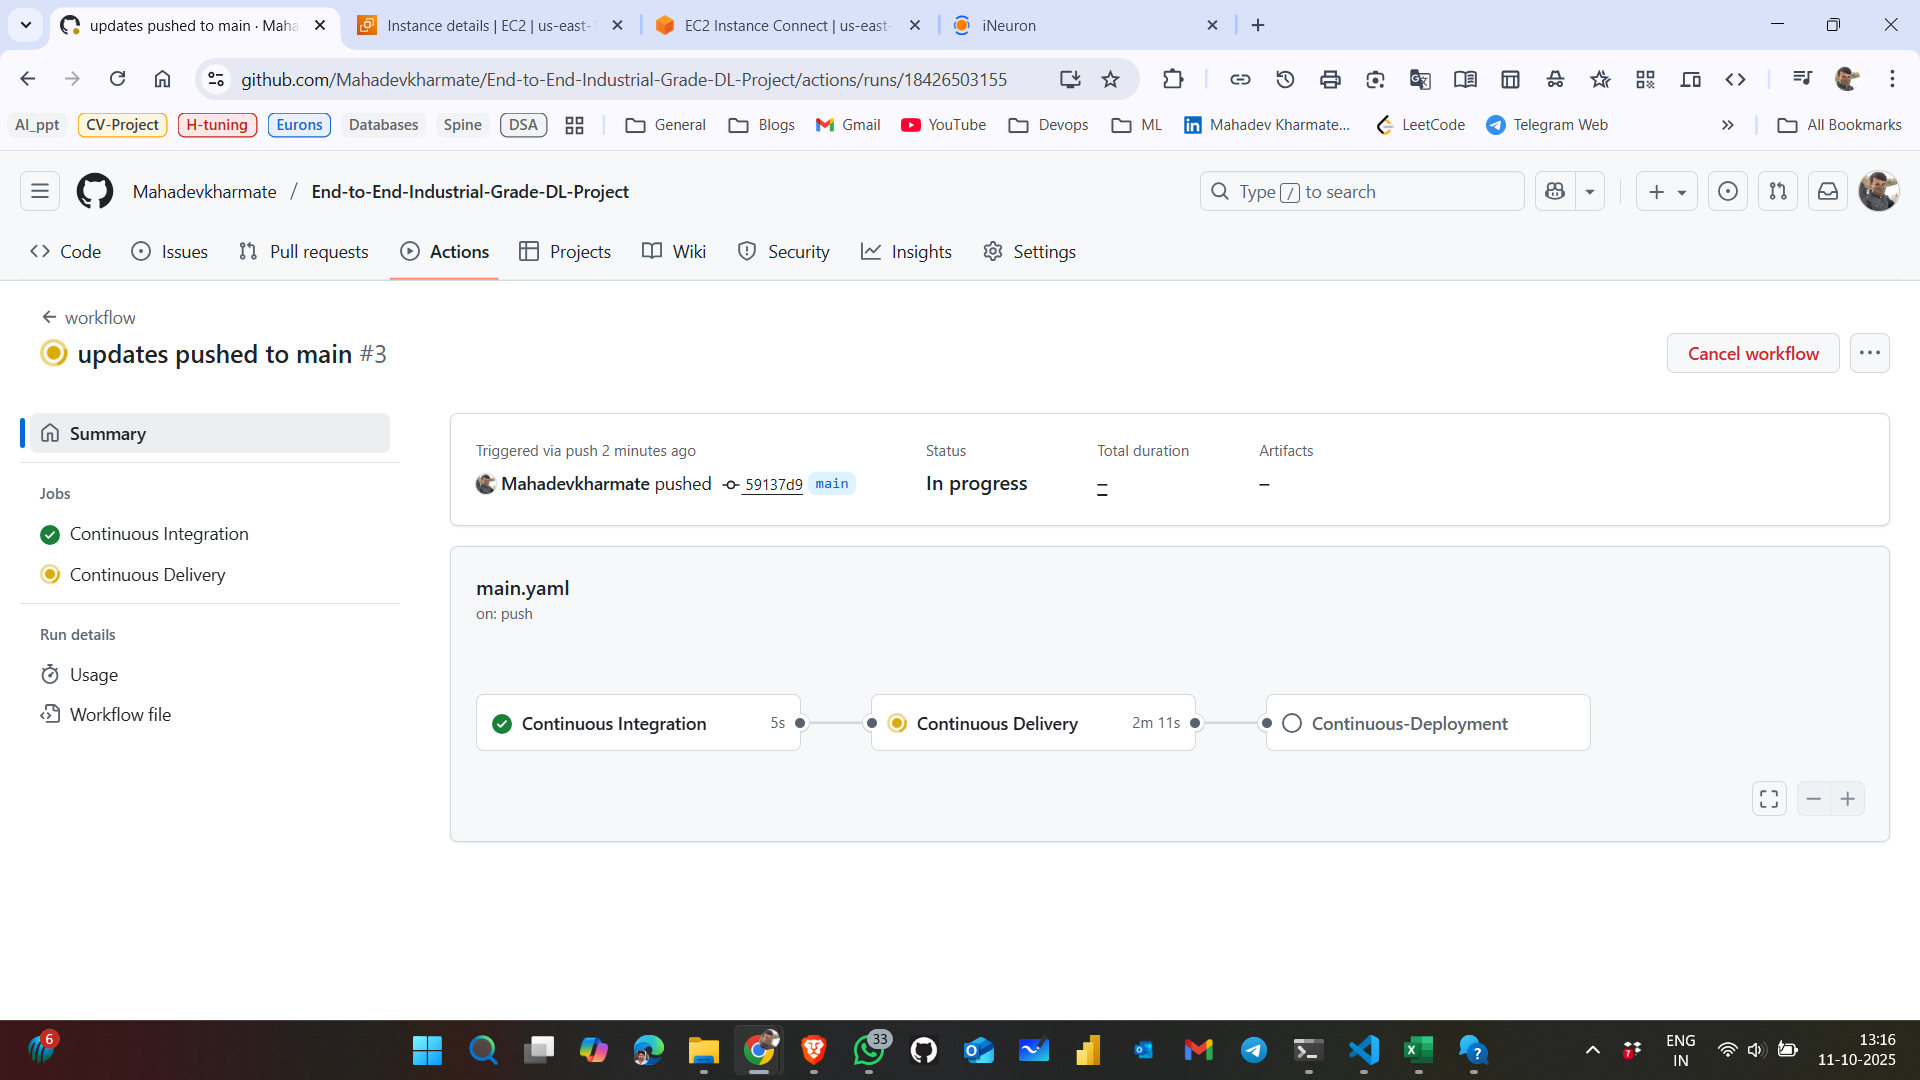 updates pushed to main · Maha
Instance details | EC2 | us-east-1
EC2 Instance Connect | us-east-
iNeuron
github.com/Mahadevkharmate/End-to-End-Industrial-Grade-DL-Project/actions/runs/18426503155
AI_ppt
CV-Project
H-tuning
Eurons
Databases
Spine
DSA
General
Blogs
Gmail
YouTube
Devops
ML
Mahadev Kharmate...
LeetCode
Telegram Web
All Bookmarks
Mahadevkharmate / End-to-End-Industrial-Grade-DL-Project
Type / to search
Code
Issues
Pull requests
Actions
Projects
Wiki
Security
Insights
Settings
workflow
updates pushed to main #3
Cancel workflow
Summary
Jobs
Continuous Integration
Continuous Delivery
Run details
Usage
Workflow file
Triggered via push 2 minutes ago
Mahadevkharmate pushed 59137d9 main
Status
In progress
Total duration
–
Artifacts
–
main.yaml
on: push
Continuous Integration 5s
Continuous Delivery 2m 11s
Continuous-Deployment
6
33
7
ENG
IN
13:16
11-10-2025